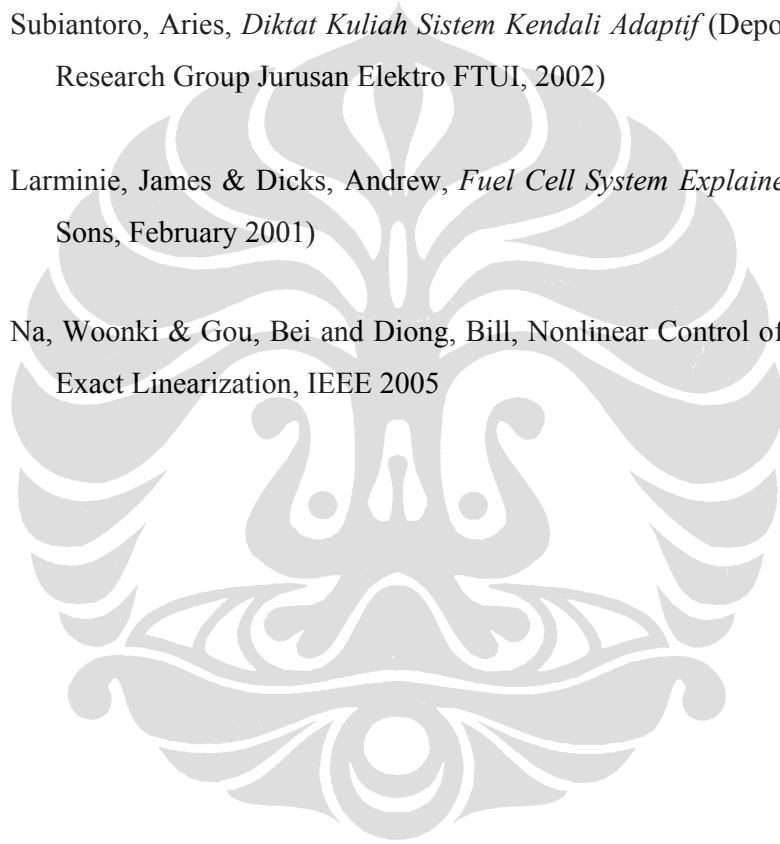 Subiantoro, Aries, Diktat Kuliah Sistem Kendali Adaptif (Depo
Research Group Jurusan Elektro FTUI, 2002)
Larminie, James & Dicks, Andrew, Fuel Cell System Explaine
Sons, February 2001)
Na, Woonki & Gou, Bei and Diong, Bill, Nonlinear Control of
Exact Linearization, IEEE 2005